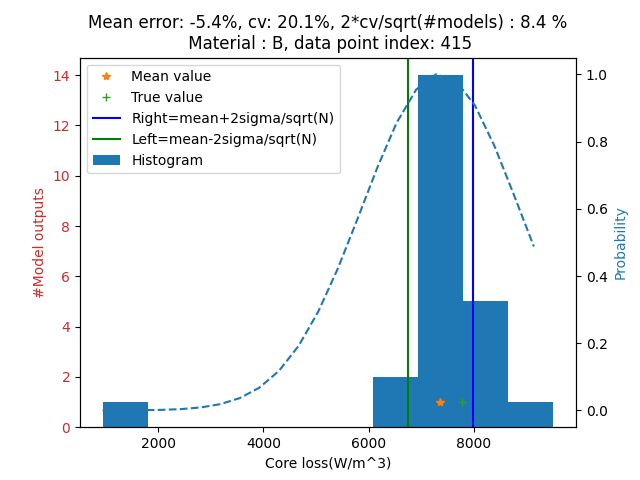 Mean error: -5.4%, cv: 20.1%, 2*cv/sqrt(#models) : 8.4 %
Material : B, data point index: 415
Mean value
True value
Right=mean+2sigma/sqrt(N)
Left=mean-2sigma/sqrt(N)
Histogram
14
12
10
8
6
4
2
0
#Model outputs
1.0
0.8
0.6
0.4
0.2
0.0
Probability
2000
4000
6000
8000
Core loss(W/m^3)